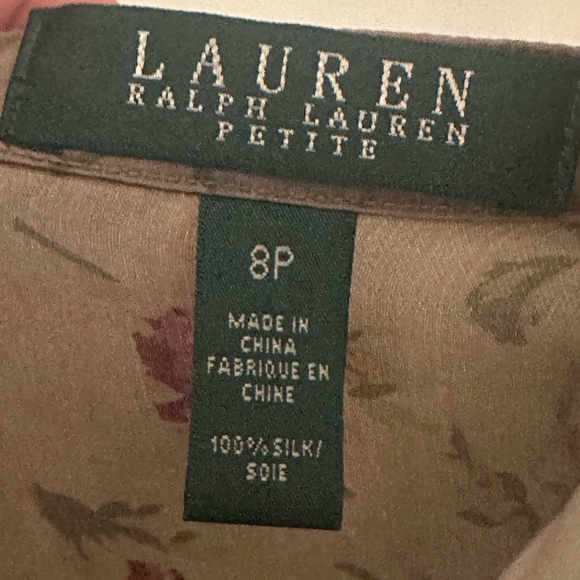 LAUREN
RALPH LAUREN
PETITE
8P
MADE IN
CHINA
FABRIQUE EN
CHINE
100% SILK/
SOIE